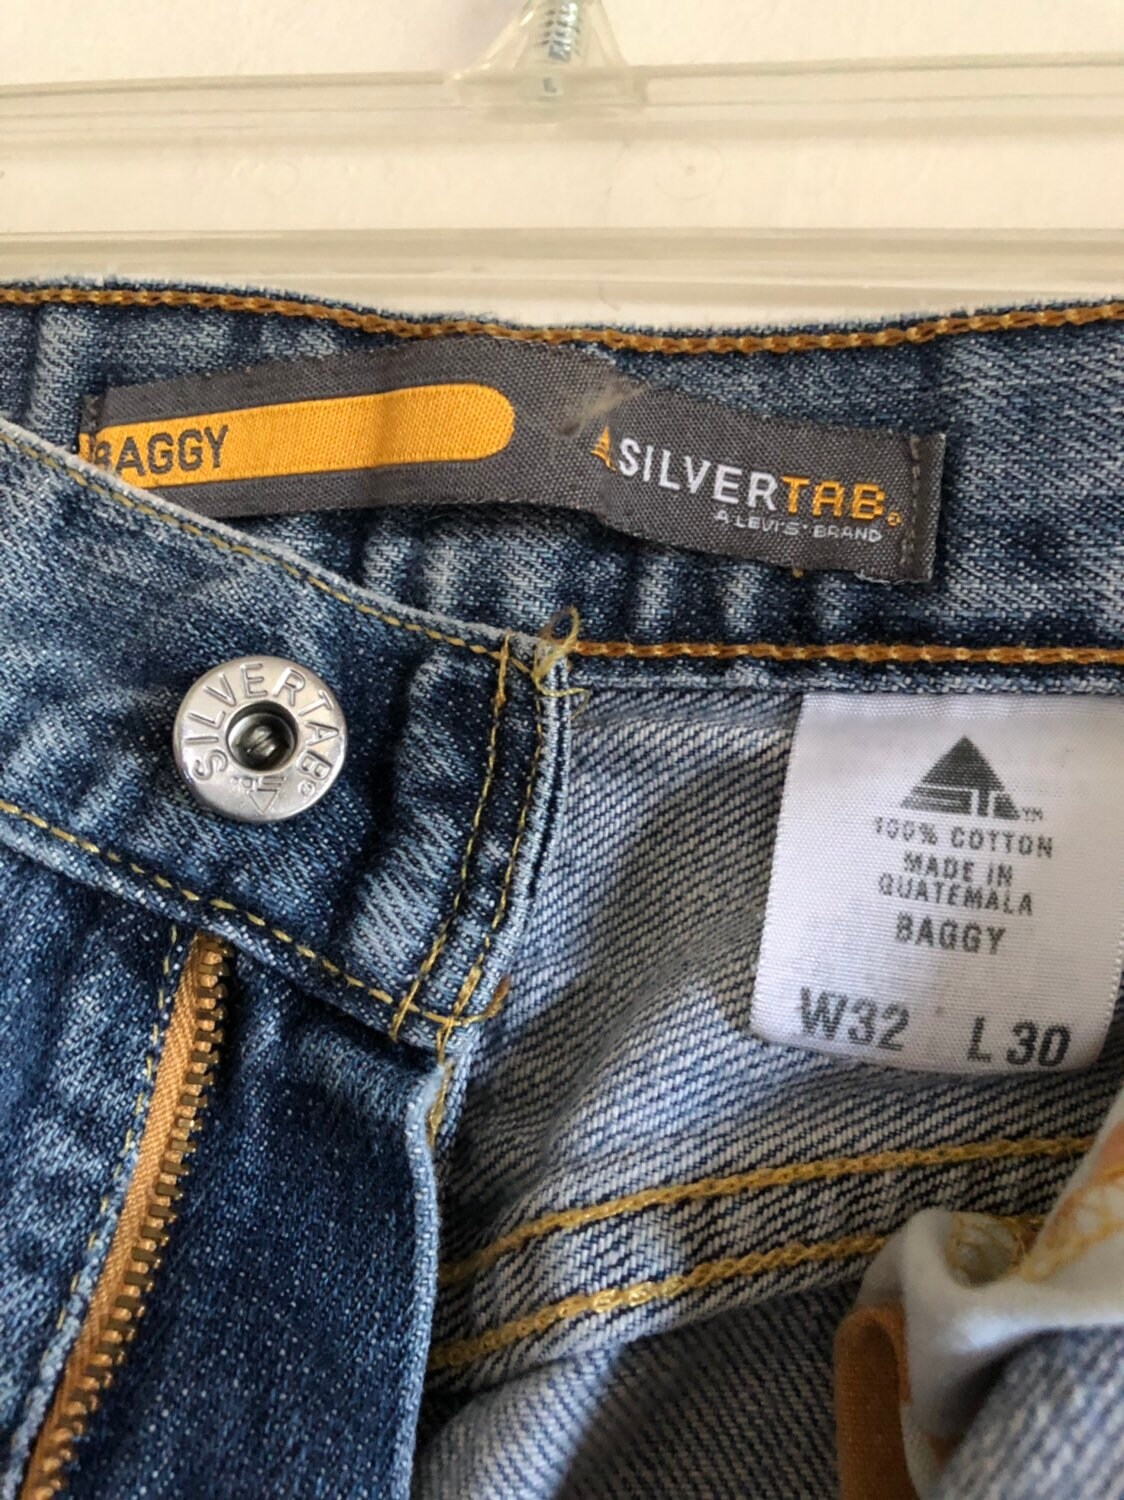 BAGGY
SILVERTAB®
A LEVI'S® BRAND
SILVERTAB®
100% COTTON
MADE IN
GUATEMALA
BAGGY
W32 L30